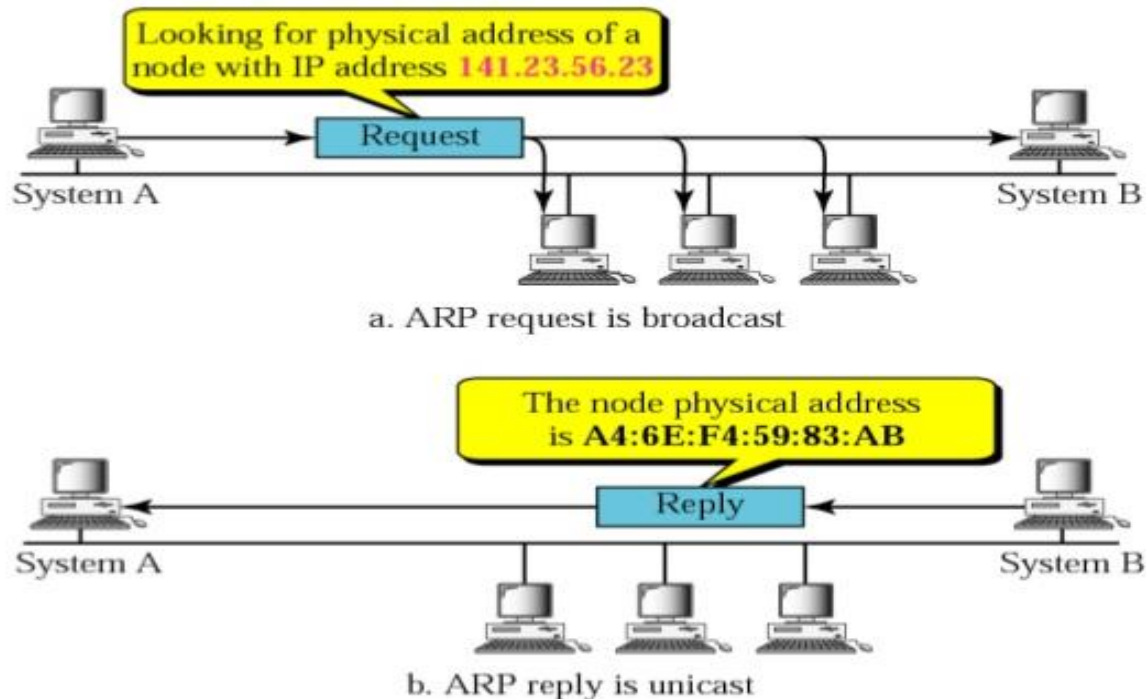 Looking for physical address of a
node with IP address 141.23.56.23
Request
System A
System B
a. ARP request is broadcast
The node physical address
is A4:6E:F4:59:83:AB
Reply
System A
System B
b. ARP reply is unicast